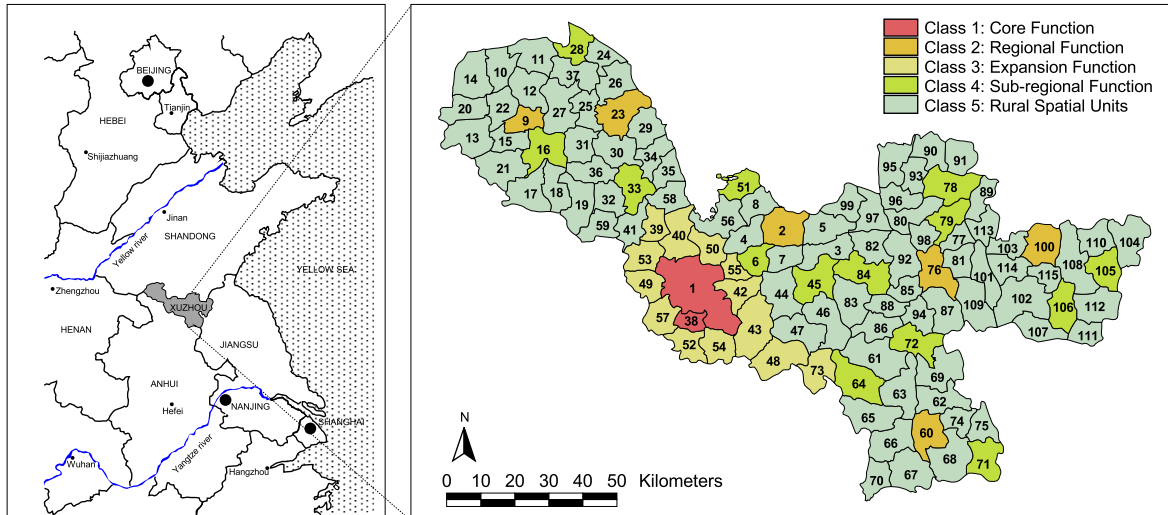 BEIJING
Tianjin
HEBEI
Shijiazhuang
Jinan
SHANDONG
Yellow river
YELLOW SEA
Zhengzhou
XUZHOU
HENAN
JIANGSU
ANHUI
Hefei
NANJING
SHANGHAI
Wuhan
Yangtze river
Hangzhou
Class 1: Core Function
Class 2: Regional Function
Class 3: Expansion Function
Class 4: Sub-regional Function
Class 5: Rural Spatial Units
28 24
11
10 37
14 26
12
20 22 25 23
9 27
13 15 29
16 31 30 34
21 36 35
33
17 18 32 58
19
59 41 39 40
51
8
56
4 2 5
99 97
50
6 7 3 82
53
55
49 1 42
44 45 84
46 83
57 38 43 47
52 54
48 73
90
95 91
93
78 89
96
80 79
98 77 113
92 76 81
85 101
88 94 87 109
86
72
61
64 69
63 62
65 60 74 75
66
68 71
67
70
103 100 110 104
114 108
115 105
102 106 112
107 111
N
0 10 20 30 40 50 Kilometers